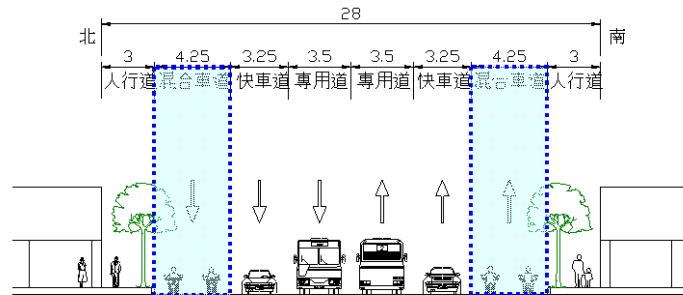 28
北 南
3 4.25 3.25 3.5 3.5 3.25 4.25 3
人行道 混合車道 快車道 專用道 專用道 快車道 混合車道 人行道